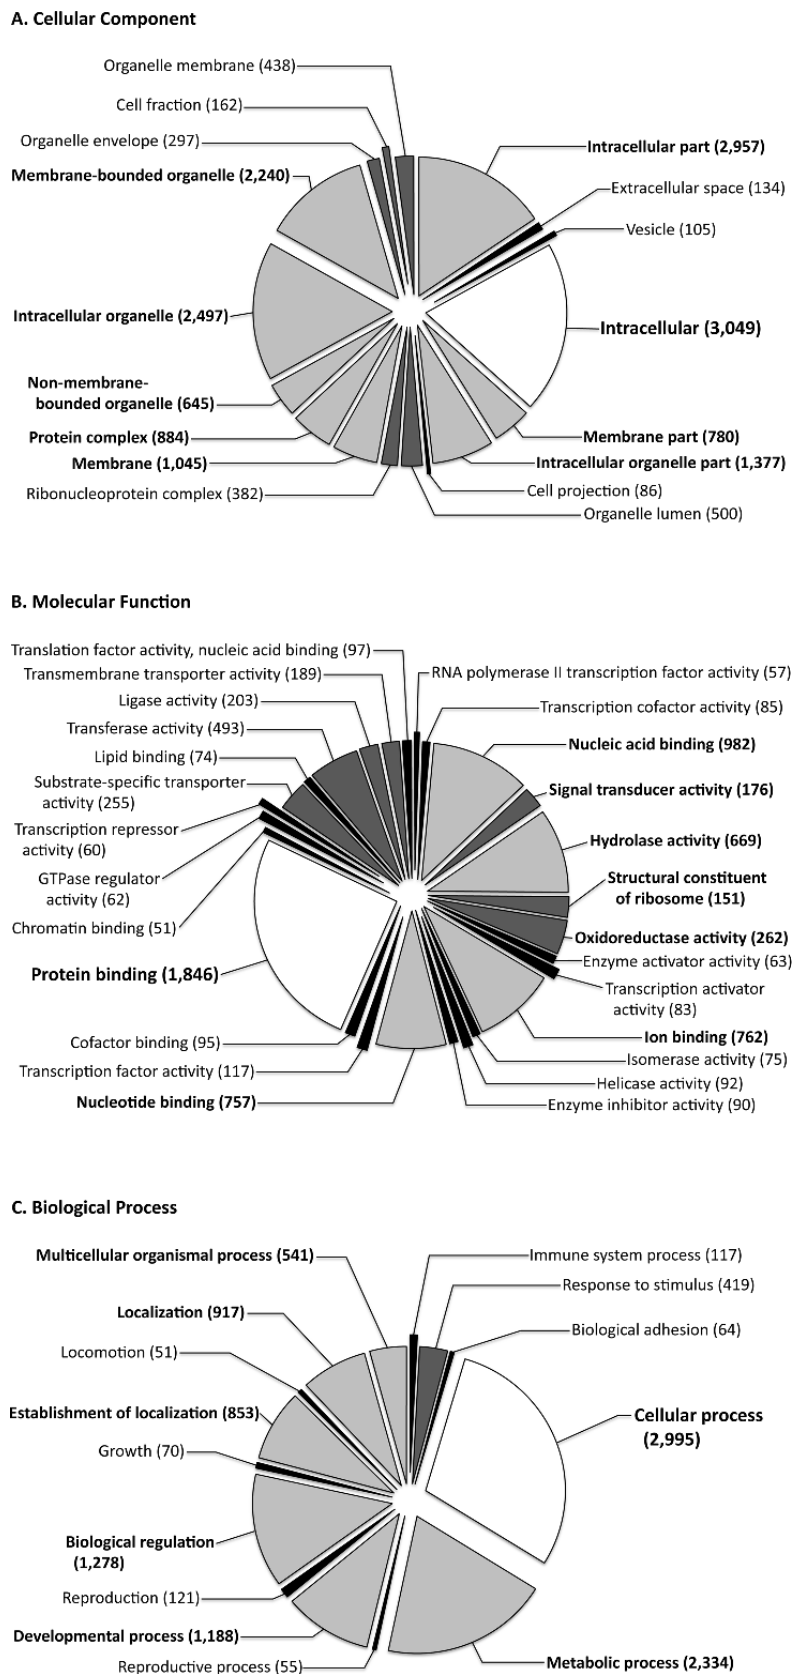 A. Cellular Component
Organelle membrane (438)
Cell fraction (162)
Organelle envelope (297)
Membrane-bounded organelle (2,240)
Intracellular part (2,957)
Extracellular space (134)
Vesicle (105)
Intracellular organelle (2,497)
Intracellular (3,049)
Non-membrane-
bounded organelle (645)
Protein complex (884)
Membrane (1,045)
Ribonucleoprotein complex (382)
Membrane part (780)
Intracellular organelle part (1,377)
Cell projection (86)
Organelle lumen (500)
B. Molecular Function
Translation factor activity, nucleic acid binding (97)
Transmembrane transporter activity (189)
Ligase activity (203)
Transferase activity (493)
Lipid binding (74)
Substrate-specific transporter
activity (255)
Transcription repressor
activity (60)
GTPase regulator
activity (62)
Chromatin binding (51)
Protein binding (1,846)
Cofactor binding (95)
Transcription factor activity (117)
Nucleotide binding (757)
RNA polymerase II transcription factor activity (57)
Transcription cofactor activity (85)
Nucleic acid binding (982)
Signal transducer activity (176)
Hydrolase activity (669)
Structural constituent
of ribosome (151)
Oxidoreductase activity (262)
Enzyme activator activity (63)
Transcription activator
activity (83)
Ion binding (762)
Isomerase activity (75)
Helicase activity (92)
Enzyme inhibitor activity (90)
C. Biological Process
Multicellular organismal process (541)
Localization (917)
Locomotion (51)
Establishment of localization (853)
Growth (70)
Biological regulation
(1,278)
Reproduction (121)
Developmental process (1,188)
Reproductive process (55)
Immune system process (117)
Response to stimulus (419)
Biological adhesion (64)
Cellular process
(2,995)
Metabolic process (2,334)